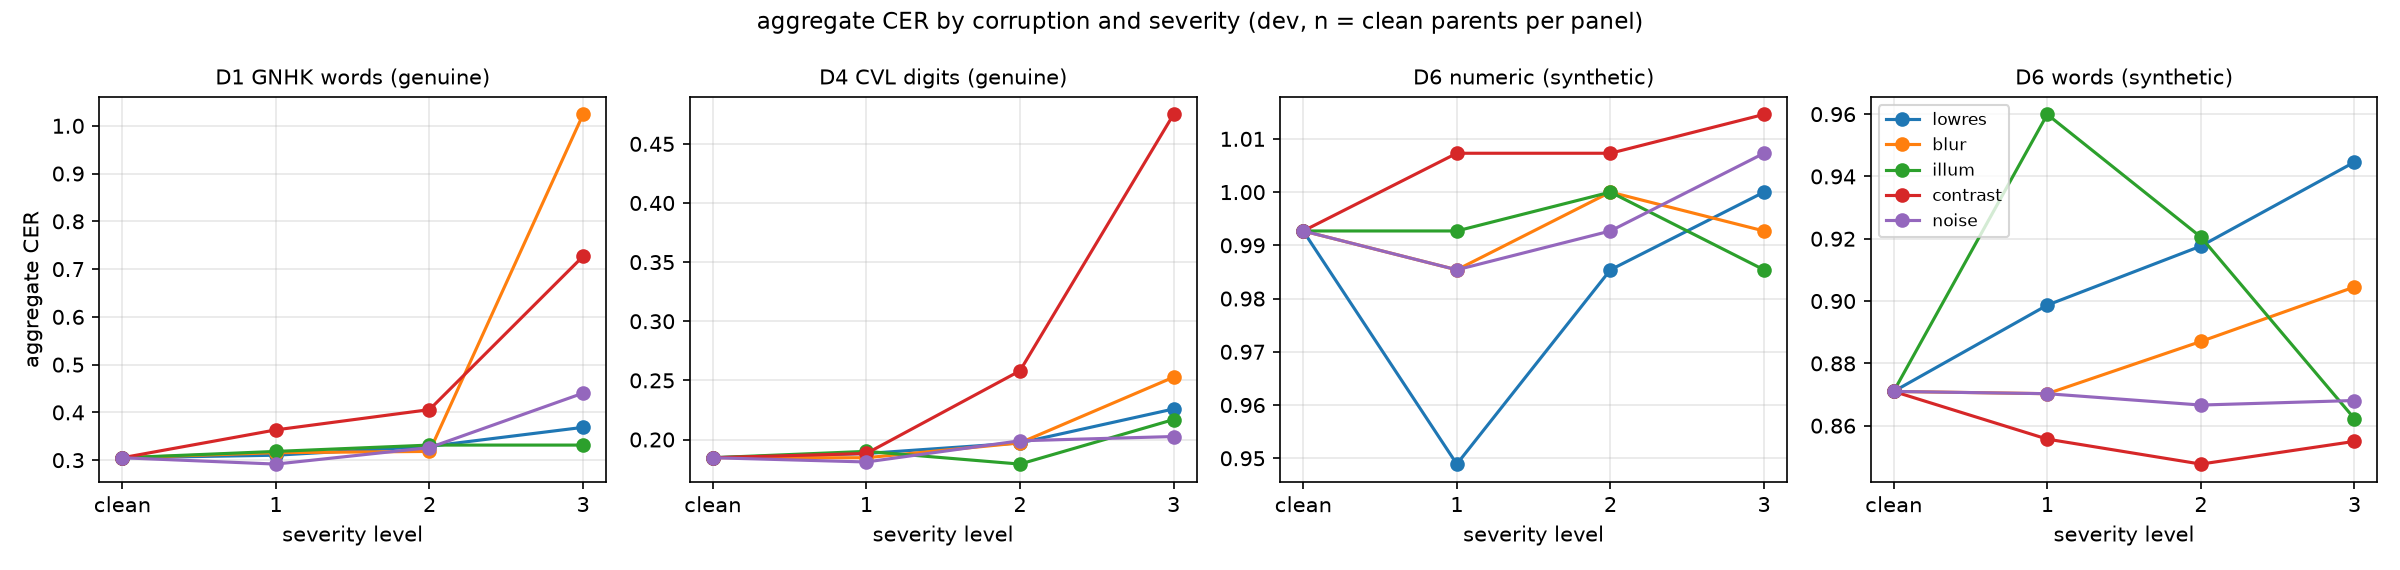 aggregate CER by corruption and severity (dev, n = clean parents per panel)
D1 GNHK words (genuine)
aggregate CER
1.0
0.9
0.8
0.7
0.6
0.5
0.4
0.3
clean 1 2 3
severity level
D4 CVL digits (genuine)
0.45
0.40
0.35
0.30
0.25
0.20
clean 1 2 3
severity level
D6 numeric (synthetic)
1.01
1.00
0.99
0.98
0.97
0.96
0.95
clean 1 2 3
severity level
D6 words (synthetic)
0.96
0.94
0.92
0.90
0.88
0.86
lowres
blur
illum
contrast
noise
clean 1 2 3
severity level